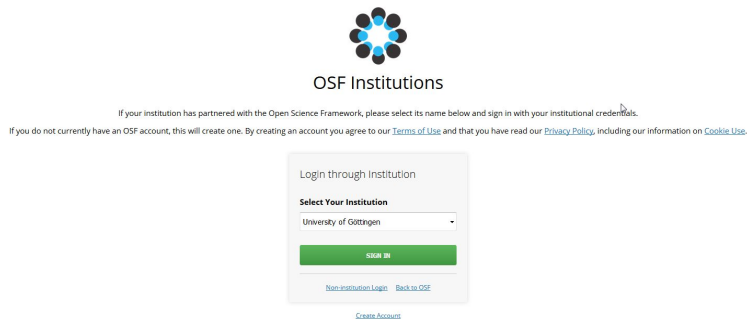 OSF Institutions
If your institution has partnered with the Open Science Framework, please select its name below and sign in with your institutional credentials.
If you do not currently have an OSF account, this will create one. By creating an account you agree to our Terms of Use and that you have read our Privacy Policy, including our information on Cookie Use.
Login through Institution
Select Your Institution
University of Göttingen
SIGN IN
Non-institution Login Back to OSF
Create Account